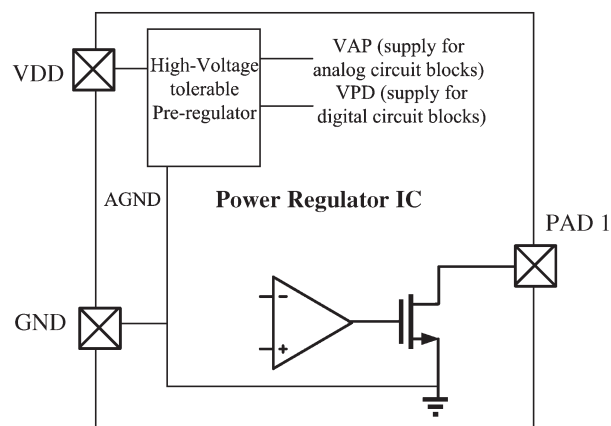 VDD
High-Voltage
tolerable
Pre-regulator
VAP (supply for
analog circuit blocks)
VPD (supply for
digital circuit blocks)
AGND
Power Regulator IC
PAD 1
GND
−
+